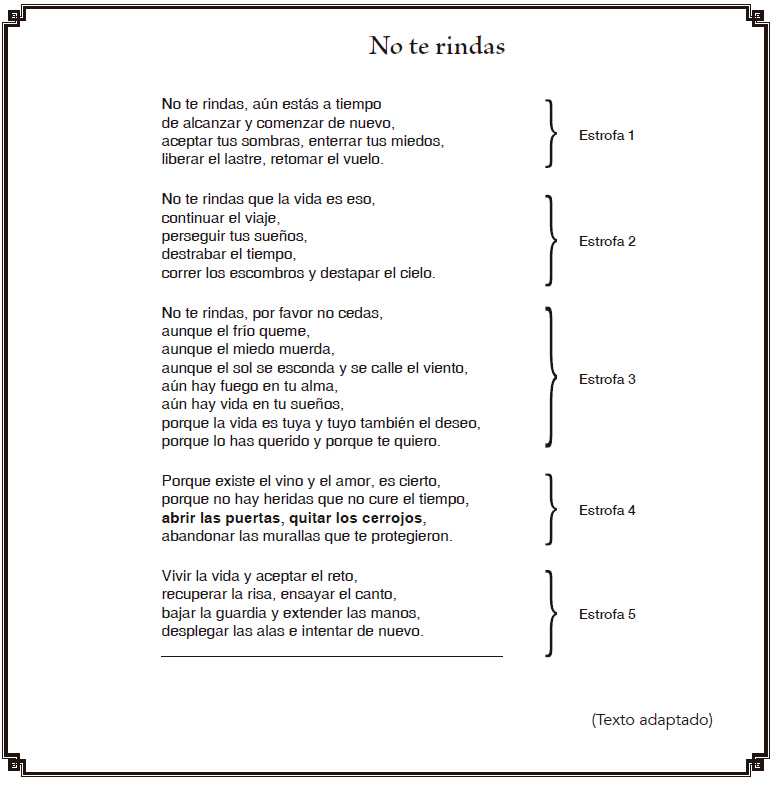 No te rindas
No te rindas, aún estás a tiempo
de alcanzar y comenzar de nuevo,
aceptar tus sombras, enterrar tus miedos,
liberar el lastre, retomar el vuelo.
Estrofa 1
No te rindas que la vida es eso,
continuar el viaje,
perseguir tus sueños,
destrabar el tiempo,
correr los escombros y destapar el cielo.
Estrofa 2
No te rindas, por favor no cedas,
aunque el frío queme,
aunque el miedo muerda,
aunque el sol se esconda y se calle el viento,
aún hay fuego en tu alma,
aún hay vida en tu sueños,
porque la vida es tuya y tuyo también el deseo,
porque lo has querido y porque te quiero.
Estrofa 3
Porque existe el vino y el amor, es cierto,
porque no hay heridas que no cure el tiempo,
abrir las puertas, quitar los cerrojos,
abandonar las murallas que te protegieron.
Estrofa 4
Vivir la vida y aceptar el reto,
recuperar la risa, ensayar el canto,
bajar la guardia y extender las manos,
desplegar las alas e intentar de nuevo.
Estrofa 5
(Texto adaptado)